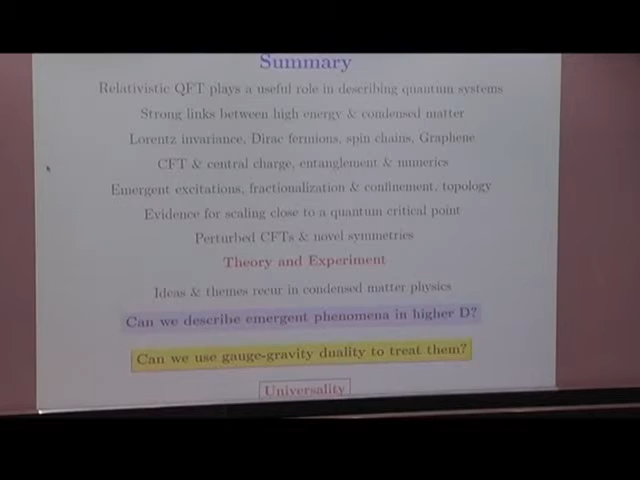 Summary
Relativistic QFT plays a useful role in describing quantum systems
Strong links between high energy & condensed matter
Lorentz invariance, Dirac fermions, spin chains, Graphene
CFT & central charge, entanglement & numerics
Emergent excitations, fractionalization & confinement, topology
Evidence for scaling close to a quantum critical point
Perturbed CFTs & novel symmetries
Theory and Experiment
Ideas & themes recur in condensed matter physics
Can we describe emergent phenomena in higher D?
Can we use gauge-gravity duality to treat them?
Universality